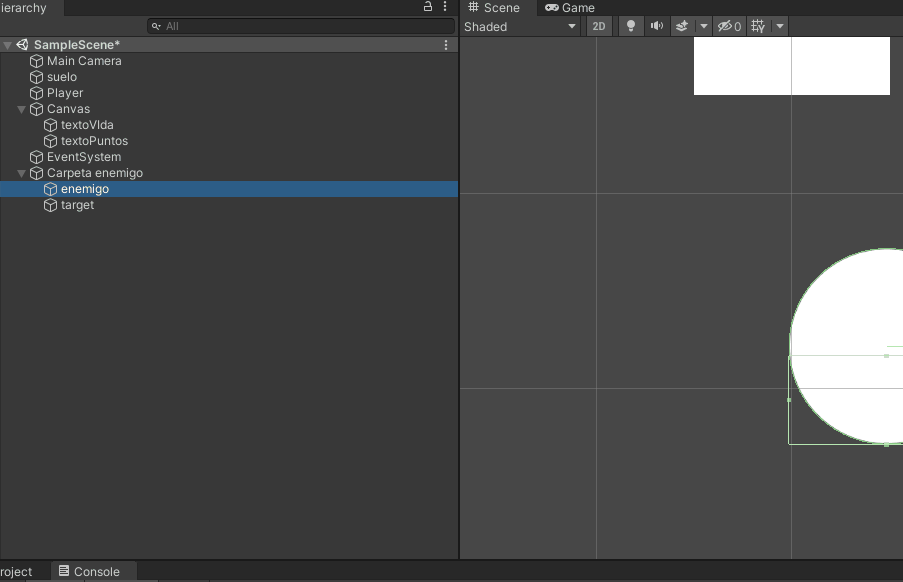 ierarchy
All
SampleScene*
Main Camera
suelo
Player
Canvas
textoVIda
textoPuntos
EventSystem
Carpeta enemigo
enemigo
target
Scene
Game
Shaded
2D
0
Y
roject
Console